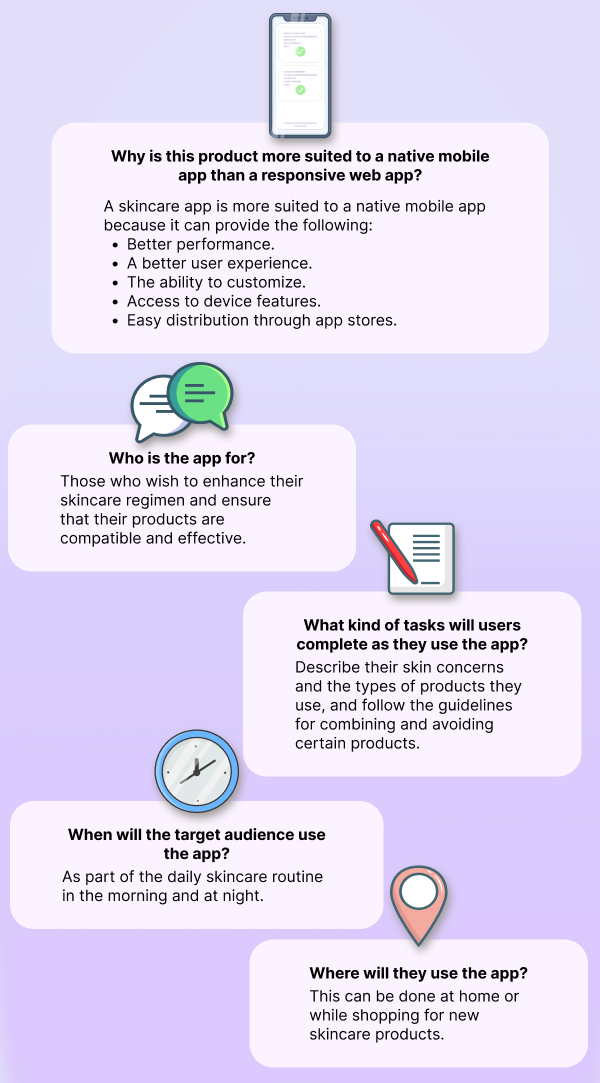 Why is this product more suited to a native mobile
app than a responsive web app?
A skincare app is more suited to a native mobile app
because it can provide the following:
• Better performance.
• A better user experience.
• The ability to customize.
• Access to device features.
• Easy distribution through app stores.
Who is the app for?
Those who wish to enhance their
skincare regimen and ensure
that their products are
compatible and effective.
What kind of tasks will users
complete as they use the app?
Describe their skin concerns
and the types of products they
use, and follow the guidelines
for combining and avoiding
certain products.
When will the target audience use
the app?
As part of the daily skincare routine
in the morning and at night.
Where will they use the app?
This can be done at home or
while shopping for new
skincare products.